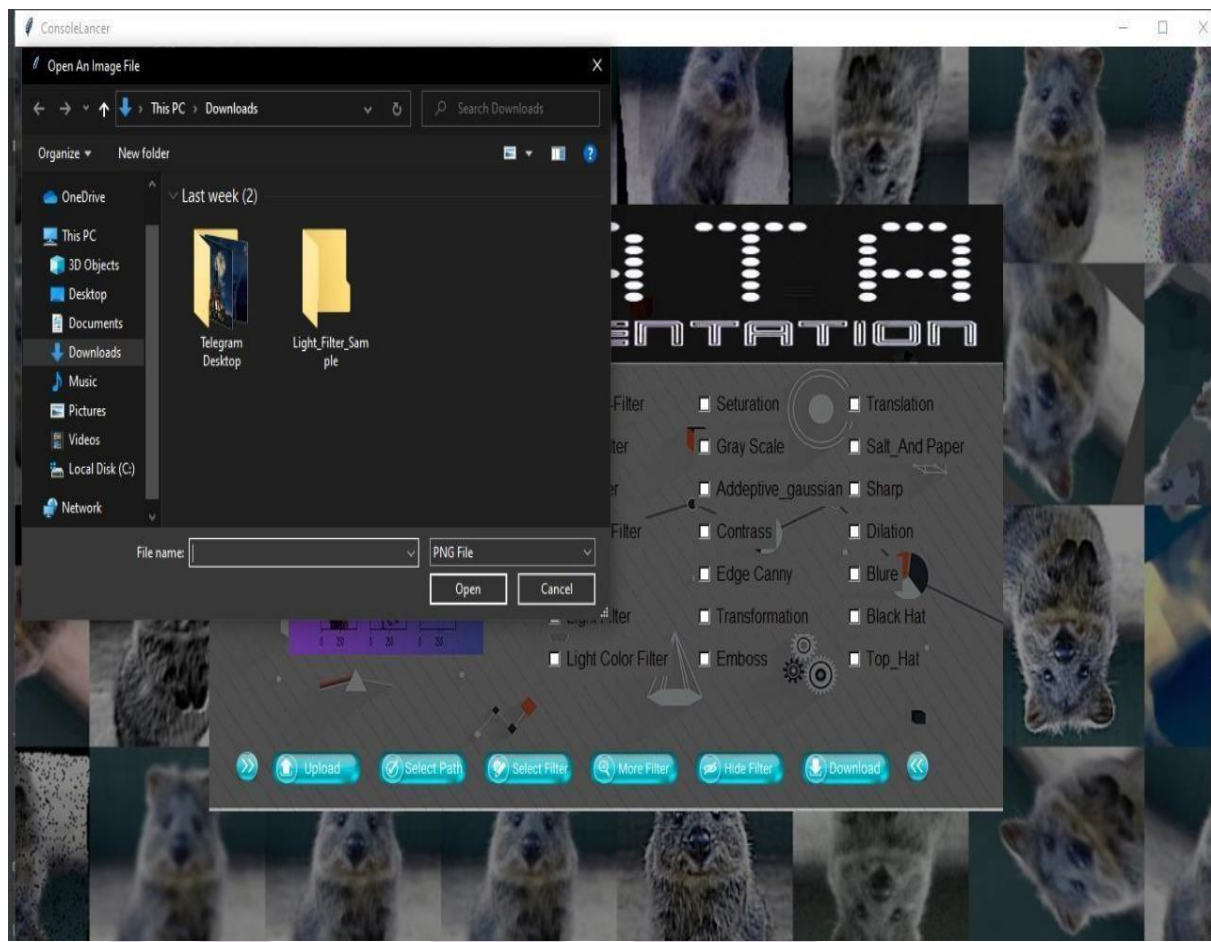 ConsoleLancer
Open An Image File
This PC > Downloads
Search Downloads
Organize
New folder
OneDrive
This PC
3D Objects
Desktop
Documents
Downloads
Music
Pictures
Videos
Local Disk (C:)
Network
Last week (2)
Telegram
Desktop
Light_Filter_Sam
ple
File name:
PNG File
Open
Cancel
TA
ENTATION
-Filter
Seturation
Translation
Gray Scale
Salt_And Paper
Addeptive_gaussian
Sharp
Filter
Contrass
Dilation
Edge Canny
Blure
Light Filter
Transformation
Black Hat
Light Color Filter
Emboss
Top_Hat
Upload
Select Path
Select Filter
More Filter
Hide Filter
Download